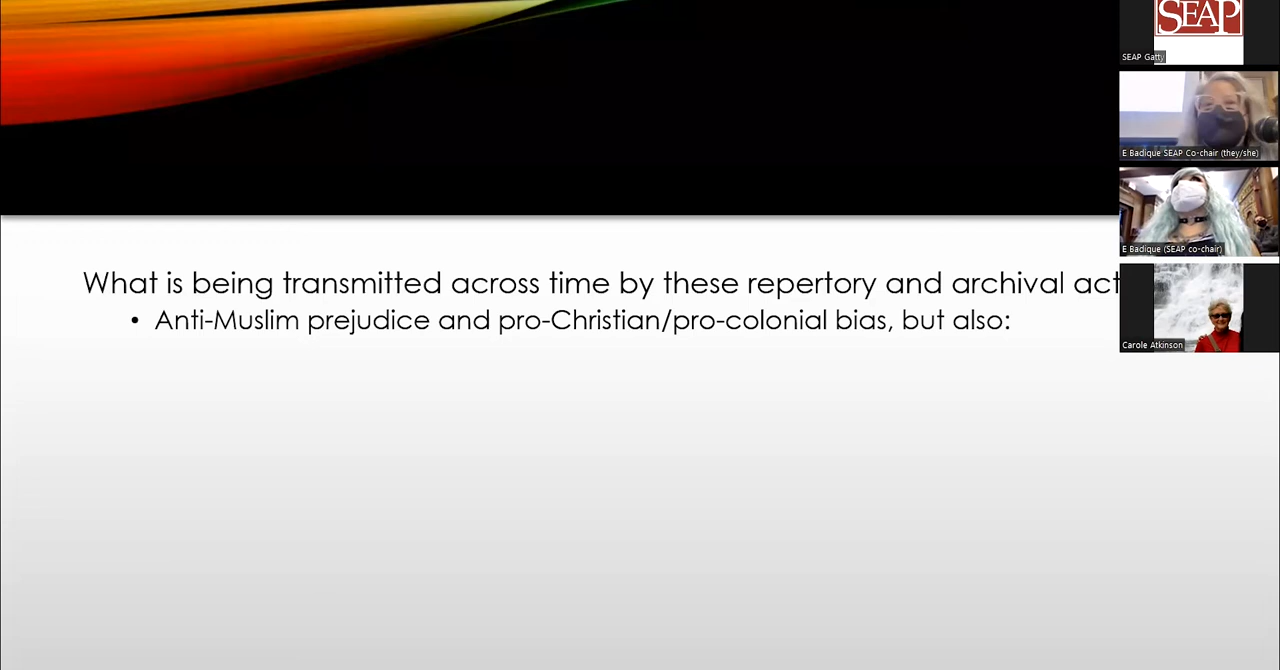 SEAP
SEAP Gatty
E Badique SEAP Co-chair (they/she)
E Badique (SEAP co-chair)
What is being transmitted across time by these repertory and archival act
• Anti-Muslim prejudice and pro-Christian/pro-colonial bias, but also:
Carole Atkinson